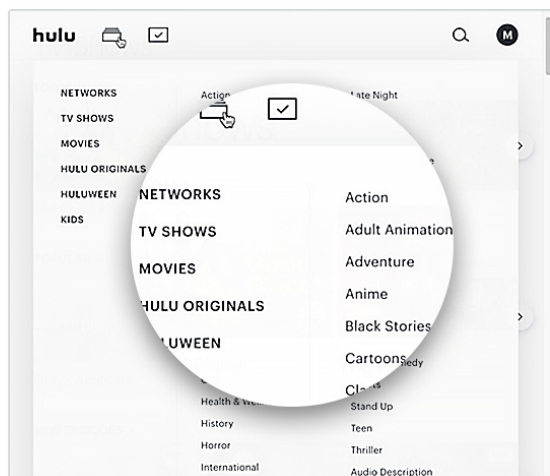 hulu
M
NETWORKS
TV SHOWS
MOVIES
HULU ORIGINALS
HULUWEEN
KIDS
Action
Late Night
NETWORKS
TV SHOWS
MOVIES
HULU ORIGINALS
LUWEEN
Action
Adult Animation
Adventure
Anime
Black Stories
Cartoons
Health &
History
Horror
International
Stand Up
Teen
Thriller
Audio Description